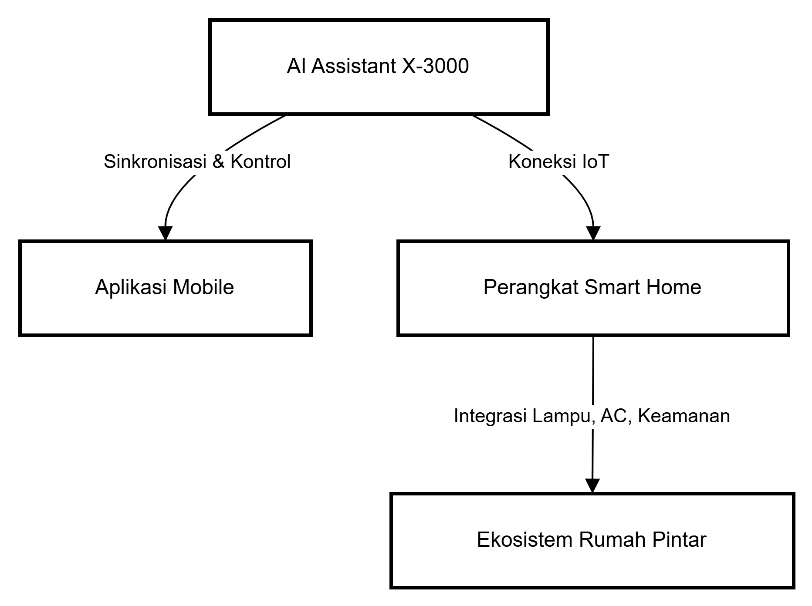 AI Assistant X-3000
Sinkronisasi & Kontrol
Koneksi IoT
Aplikasi Mobile
Perangkat Smart Home
Integrasi Lampu, AC, Keamanan
Ekosistem Rumah Pintar